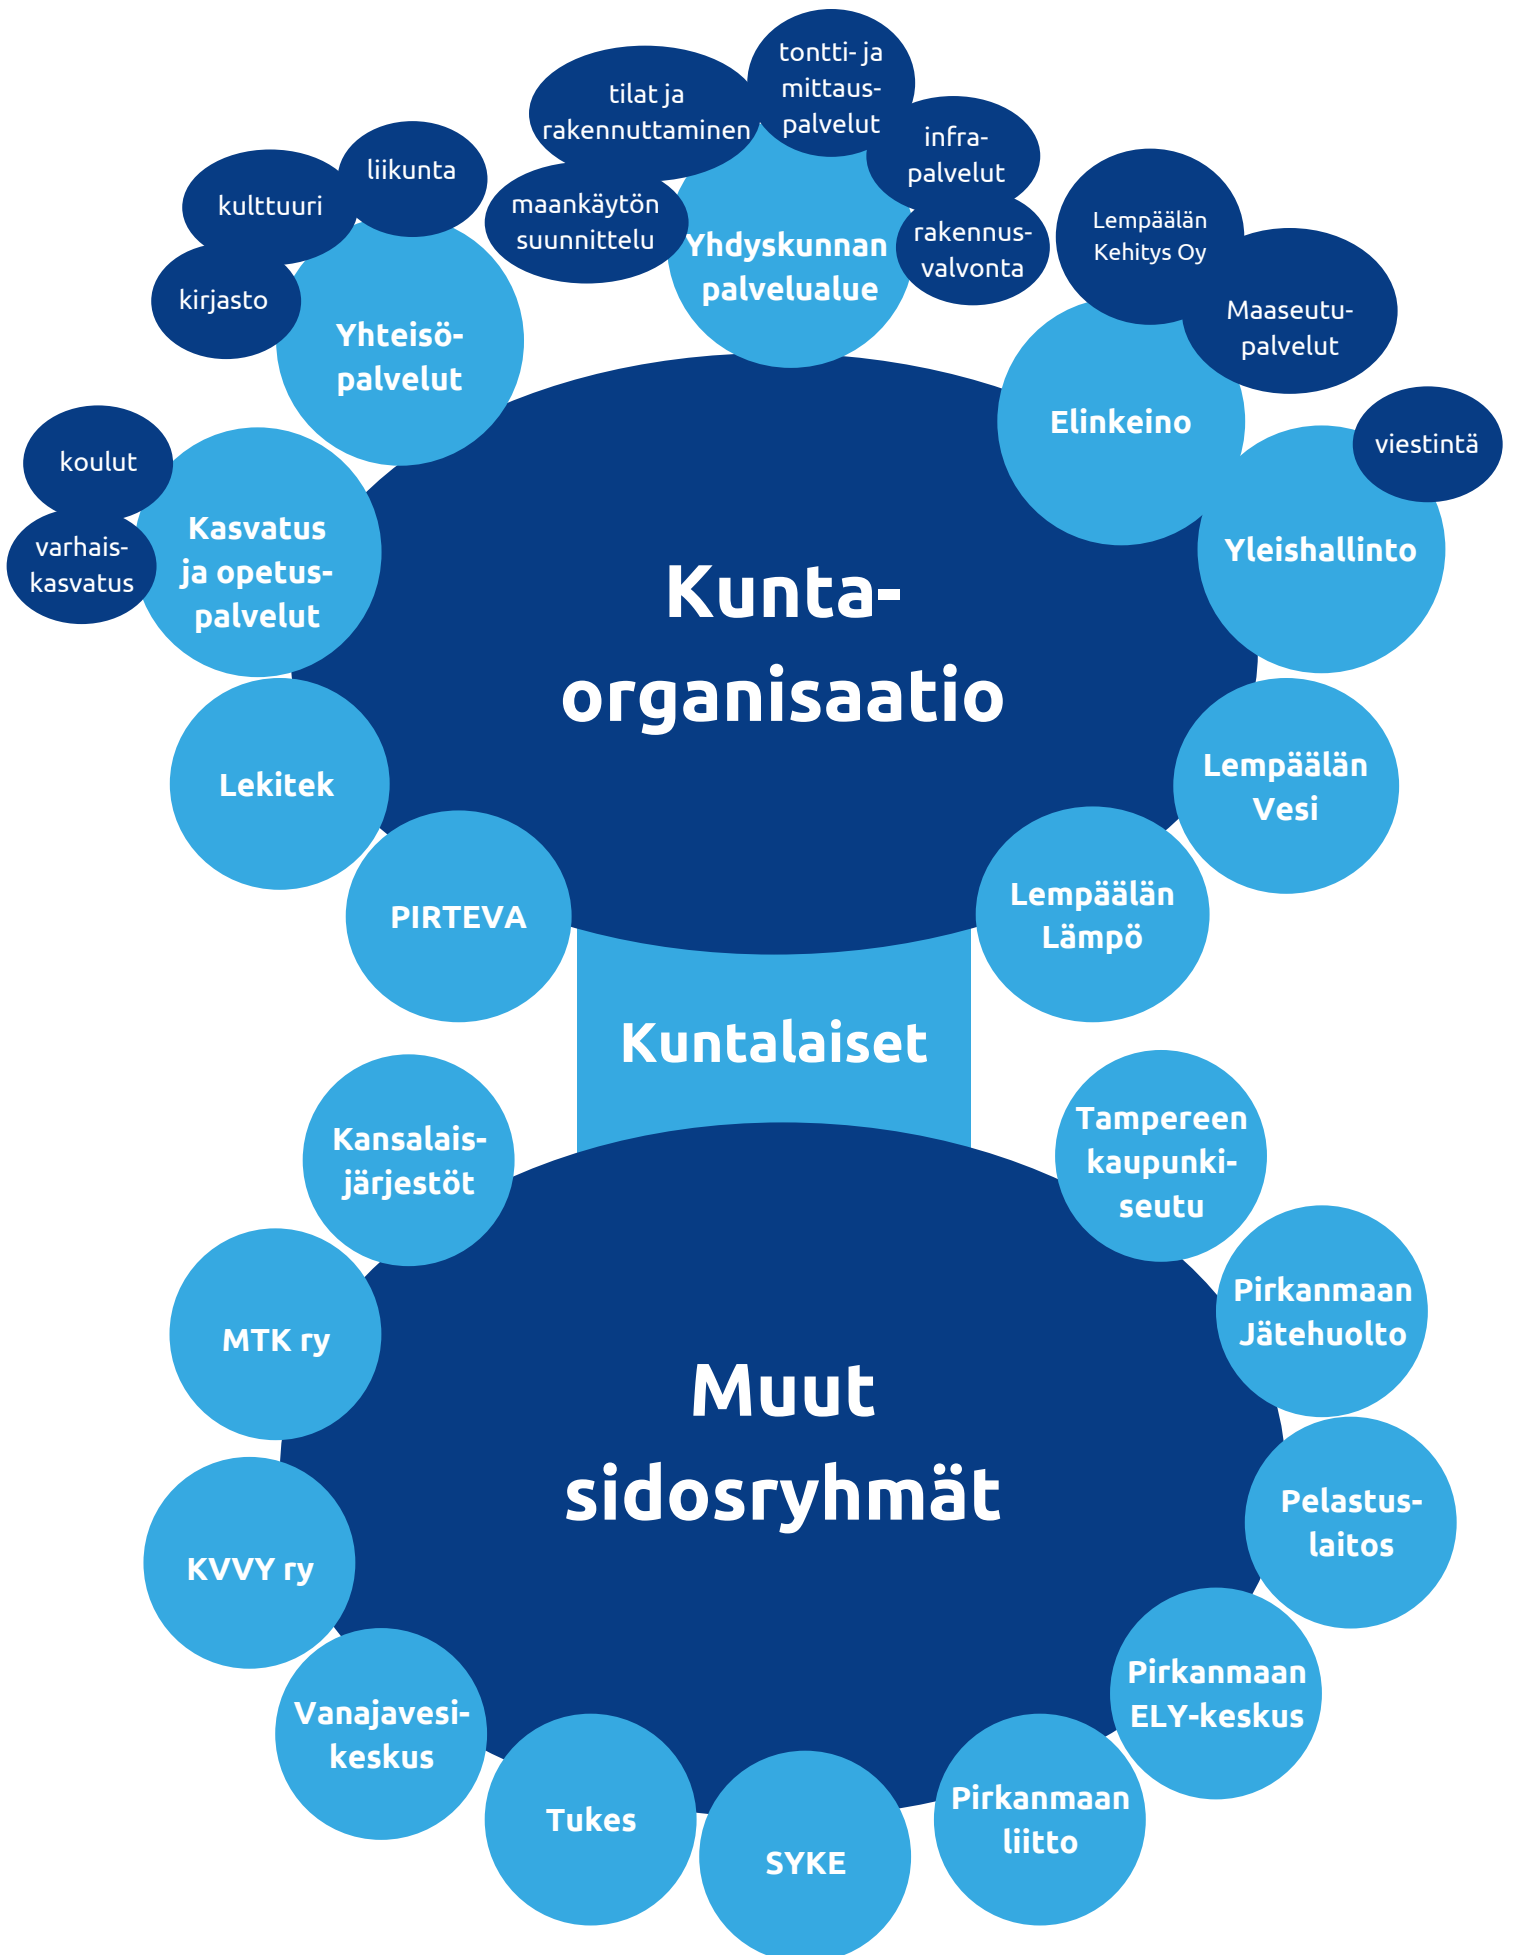 tontti- ja
mittaus-
palvelut
tilat ja
rakennuttaminen
infra-
palvelut
liikunta
kulttuuri
maankäytön
suunnittelu
Yhdyskunnan
palvelualue
rakennus-
valvonta
Lempäälän
Kehitys Oy
kirjasto
Yhteisö-
palvelut
Maaseutu-
palvelut
Elinkeino
viestintä
koulut
Kasvatus
ja opetus-
palvelut
varhais-
kasvatus
Yleishallinto
Kunta-
organisaatio
Lekitek
Lempäälän
Vesi
PIRTEVA
Lempäälän
Lämpö
Kuntalaiset
Kansalais-
järjestöt
Tampereen
kaupunki-
seutu
MTK ry
Pirkanmaan
Jätehuolto
Muut
sidosryhmät
KVVY ry
Pelastus-
laitos
Vanajavesi-
keskus
Pirkanmaan
ELY-keskus
Tukes
SYKE
Pirkanmaan
liitto